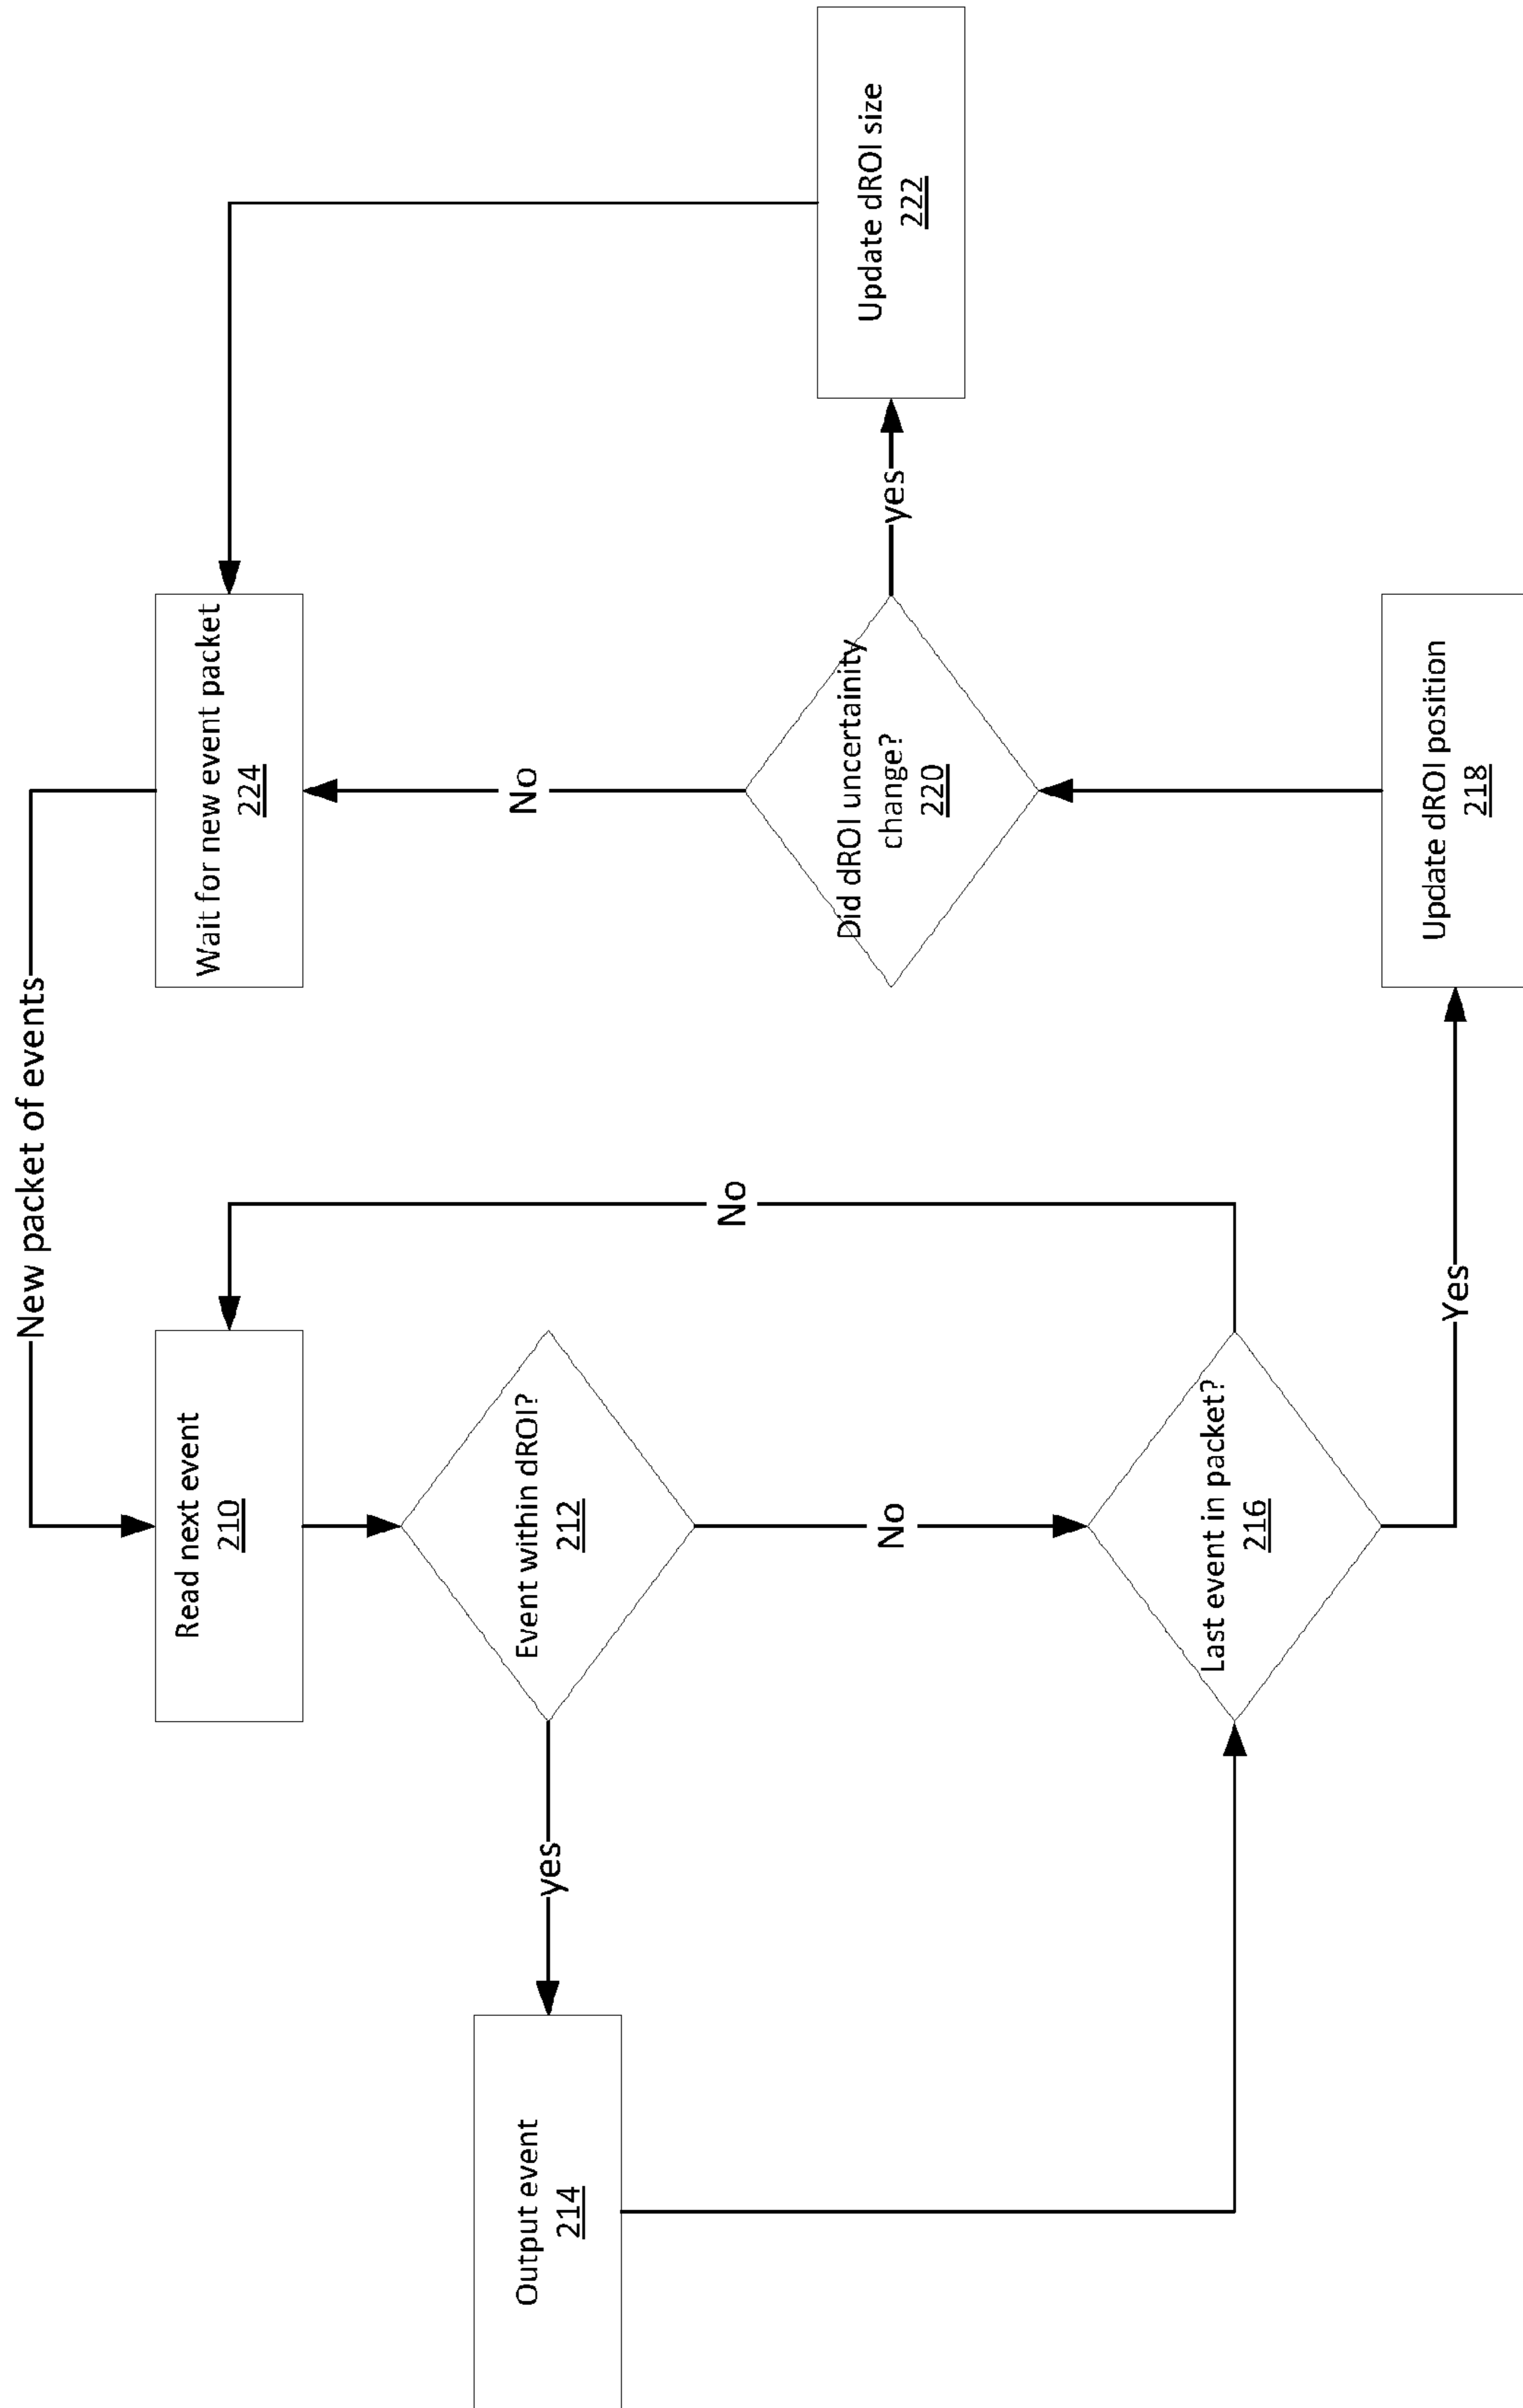 New packet of events
Read next event
210
Event within dROI?
212
yes
Output event
214
No
Last event in packet?
216
No
Yes
Update dROI position
218
Did dROI uncertainity
change?
220
yes
Update dROI size
222
No
Wait for new event packet
224